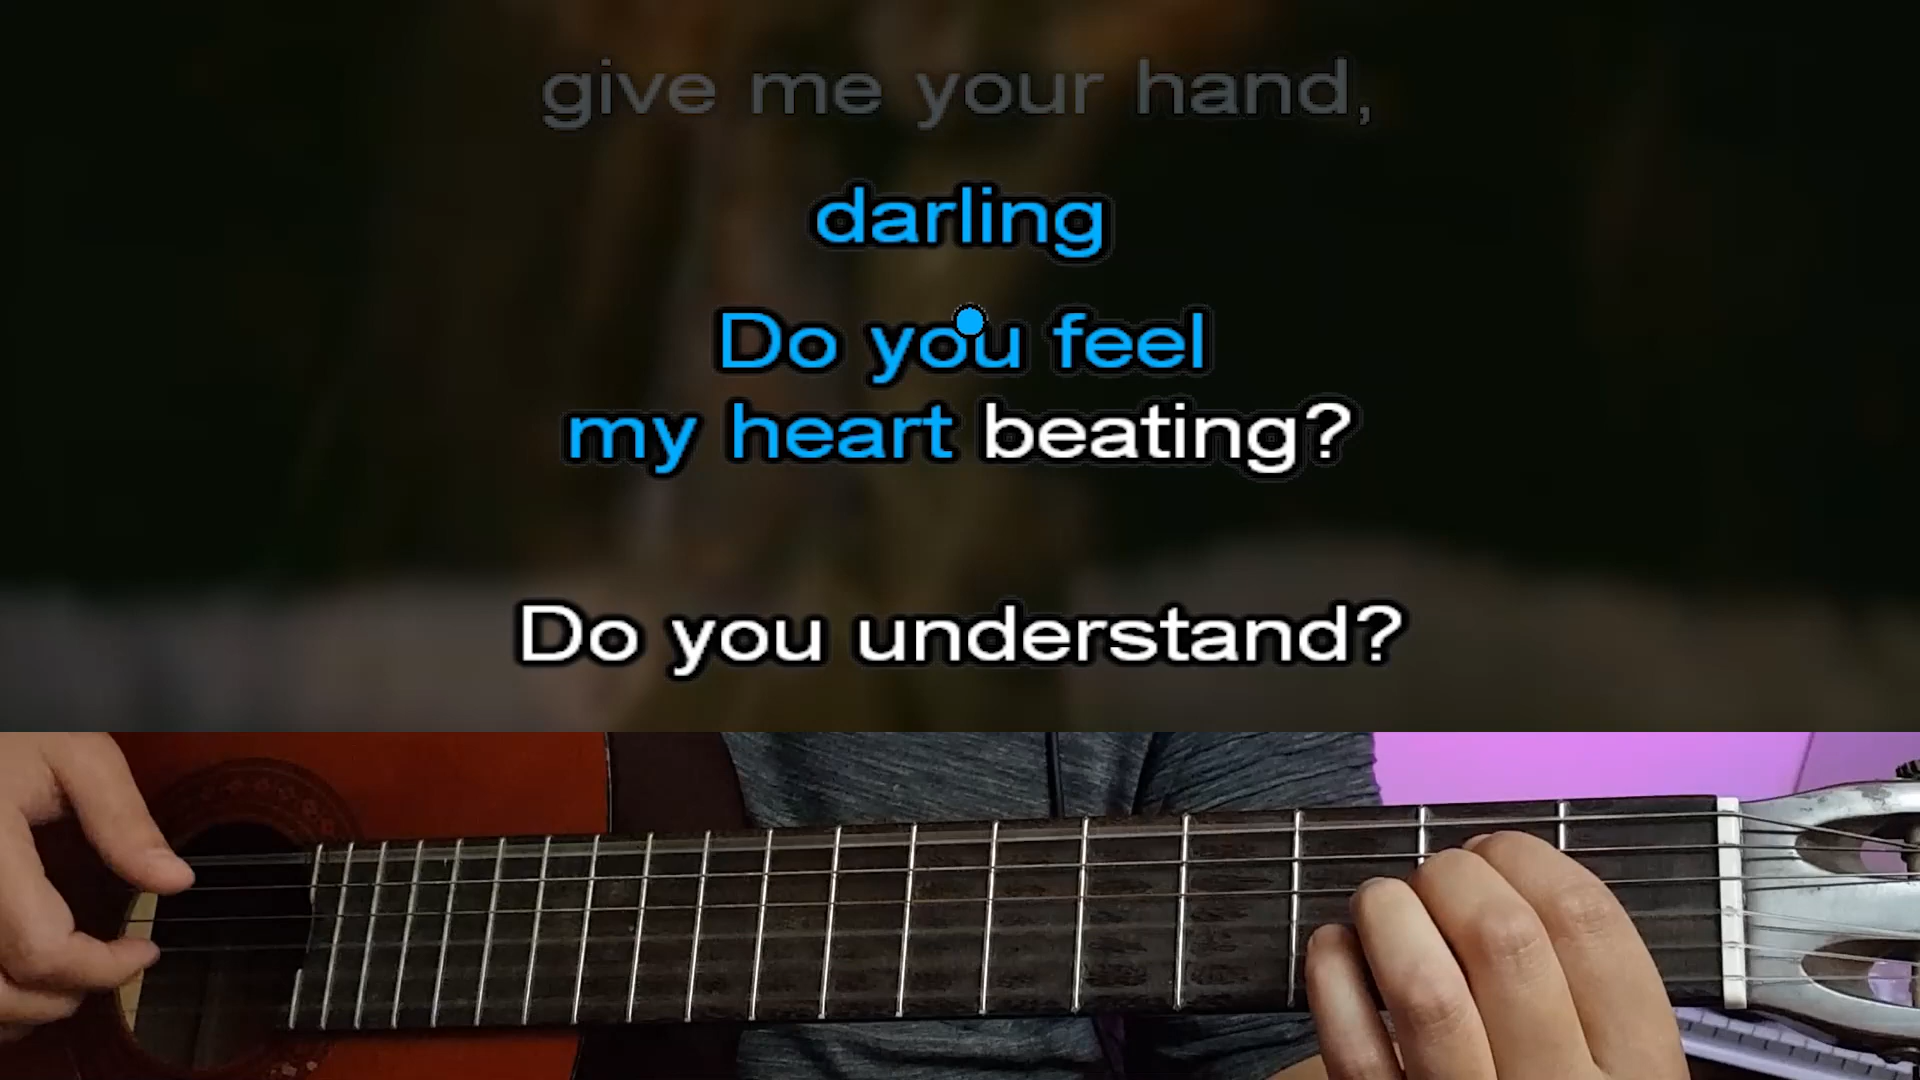 give me your hand,
darling
Do you feel
my heart beating?
Do you understand?